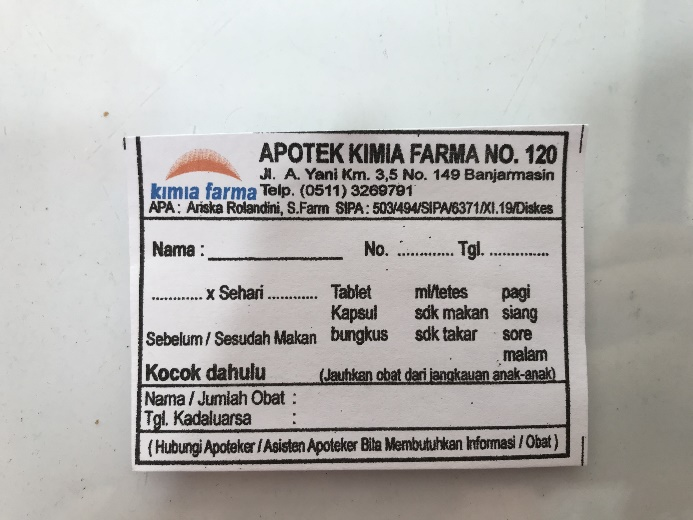 APOTEK KIMIA FARMA NO. 120
Jl. A. Yani Km. 3,5 No. 149 Banjarmasin
kimia farma Telp. (0511) 3269791
APA : Ariska Rolandini, S.Farm SIPA : 503/494/SIPA/6371/XI.19/Diskes
Nama : ____________ No. ............. Tgl. ..............
............ x Sehari ............ Tablet ml/tetes pagi
Kapsul sdk makan siang
Sebelum / Sesudah Makan bungkus sdk takar sore
malam
Kocok dahulu (Jauhkan obat dari jangkauan anak-anak)
Nama / Jumlah Obat :
Tgl. Kadaluarsa :
( Hubungi Apoteker / Asisten Apoteker Bila Membutuhkan Informasi / Obat )